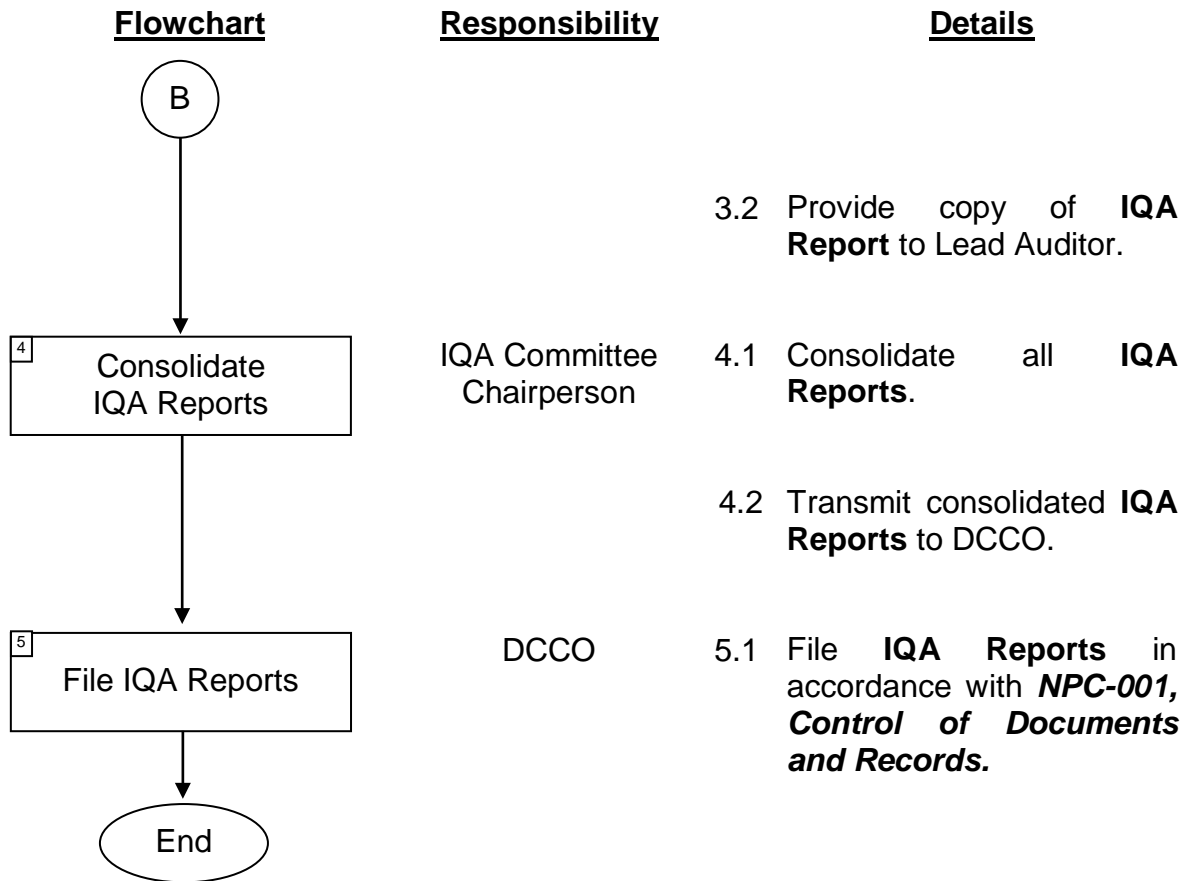 Flowchart Responsibility Details
B
3.2 Provide copy of IQA
Report to Lead Auditor.
4
Consolidate
IQA Reports
IQA Committee
Chairperson
4.1 Consolidate all IQA
Reports.
4.2 Transmit consolidated IQA
Reports to DCCO.
5
File IQA Reports
DCCO
5.1 File IQA Reports in
accordance with NPC-001,
Control of Documents
and Records.
End